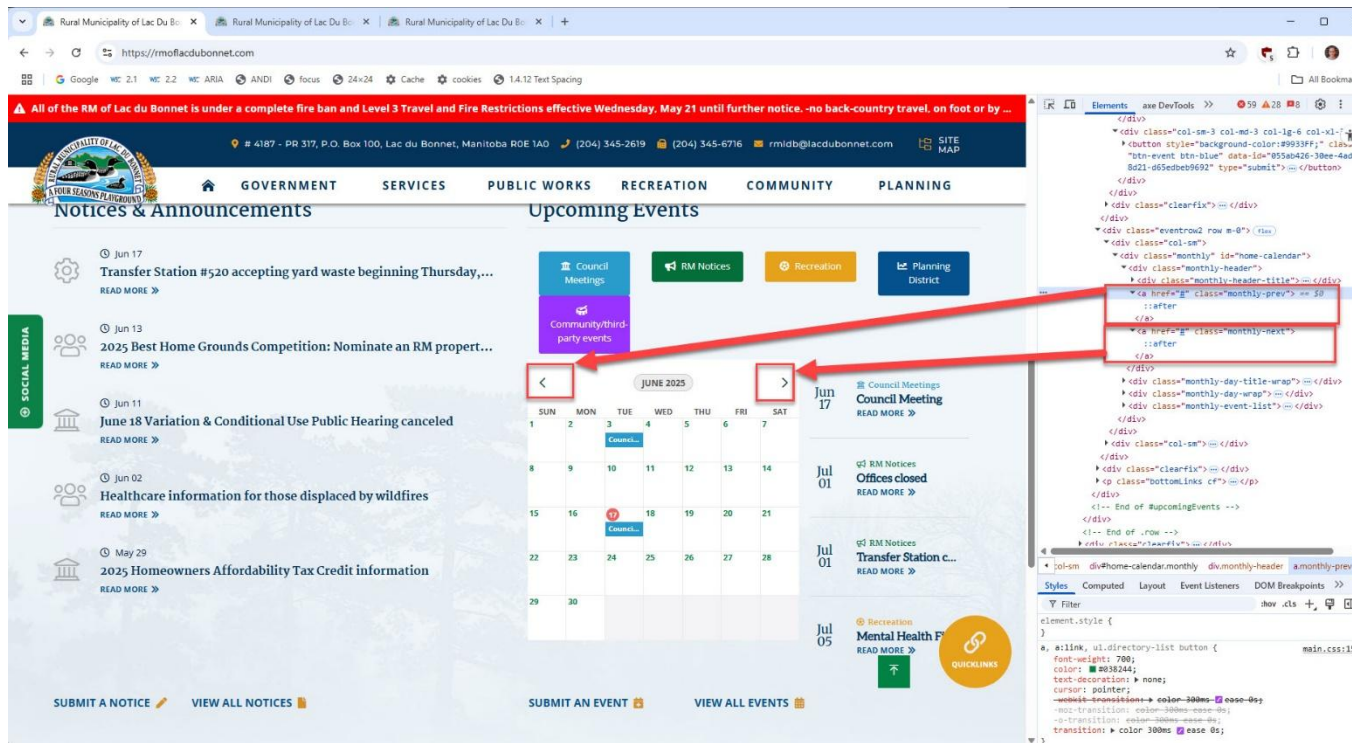 Rural Municipality of Lac Du Bo
Rural Municipality of Lac Du Bo
Rural Municipality of Lac Du Bo
https://rmoflacdubonnet.com
Google
WC 2.1
WC 2.2
WC ARIA
ANDI
focus
24×24
Cache
cookies
1.4.12 Text Spacing
All Bookma
All of the RM of Lac du Bonnet is under a complete fire ban and Level 3 Travel and Fire Restrictions effective Wednesday, May 21 until further notice. -no back-country travel, on foot or by ...
RURAL MUNICIPALITY OF LAC DU BONNET
A FOUR SEASONS PLAYGROUND
# 4187 - PR 317, P.O. Box 100, Lac du Bonnet, Manitoba R0E 1A0
(204) 345-2619
(204) 345-6716
rmldb@lacdubonnet.com
SITE
MAP
GOVERNMENT
SERVICES
PUBLIC WORKS
RECREATION
COMMUNITY
PLANNING
SOCIAL MEDIA
Notices & Announcements
Jun 17
Transfer Station #520 accepting yard waste beginning Thursday,...
READ MORE »
Jun 13
2025 Best Home Grounds Competition: Nominate an RM propert...
READ MORE »
Jun 11
June 18 Variation & Conditional Use Public Hearing canceled
READ MORE »
Jun 02
Healthcare information for those displaced by wildfires
READ MORE »
May 29
2025 Homeowners Affordability Tax Credit information
READ MORE »
SUBMIT A NOTICE
VIEW ALL NOTICES
Upcoming Events
Council
Meetings
RM Notices
Recreation
Planning
District
Community/third-
party events
JUNE 2025
SUN MON TUE WED THU FRI SAT
1 2 3 4 5 6 7
Counci...
8 9 10 11 12 13 14
15 16 17 18 19 20 21
Counci...
22 23 24 25 26 27 28
29 30
Jun
17
Council Meetings
Council Meeting
READ MORE »
Jul
01
RM Notices
Offices closed
READ MORE »
Jul
01
RM Notices
Transfer Station c...
READ MORE »
Jul
05
Recreation
Mental Health F
READ MORE »
QUICKLINKS
SUBMIT AN EVENT
VIEW ALL EVENTS
Elements
axe DevTools
59
28
8
</div>
<div class="col-sm-3 col-md-3 col-lg-6 col-xl-
<button style="background-color:#9933FF;" clas
"btn-event btn-blue" data-id="055ab426-30ee-4ad
8d21-d65edbeb9692" type="submit"> </button>
</div>
</div>
<div class="clearfix"> </div>
<div class="eventrow2 row m-0"> flex
<div class="col-sm">
<div class="monthly" id="home-calendar">
<div class="monthly-header">
<div class="monthly-header-title"> </div>
<a href="#" class="monthly-prev"> == $0
::after
</a>
<a href="#" class="monthly-next">
::after
</a>
</div>
<div class="monthly-day-title-wrap"> </div>
<div class="monthly-day-wrap"> </div>
<div class="monthly-event-list"> </div>
</div>
</div>
<div class="col-sm"> </div>
</div>
<div class="clearfix"> </div>
<p class="bottomLinks cf"> </p>
</div>
<!-- End of #upcomingEvents -->
</div>
<!-- End of .row -->
<div class="clearfix"> </div>
col-sm
div#home-calendar.monthly
div.monthly-header
a.monthly-prev
Styles
Computed
Layout
Event Listeners
DOM Breakpoints
Filter
:hov .cls
element.style {
}
a, a:link, ul.directory-list button {
main.css:15
font-weight: 700;
color: #038244;
text-decoration: none;
cursor: pointer;
-webkit-transition: color 300ms ease 0s;
-moz-transition: color 300ms ease 0s;
-o-transition: color 300ms ease 0s;
transition: color 300ms ease 0s;
}